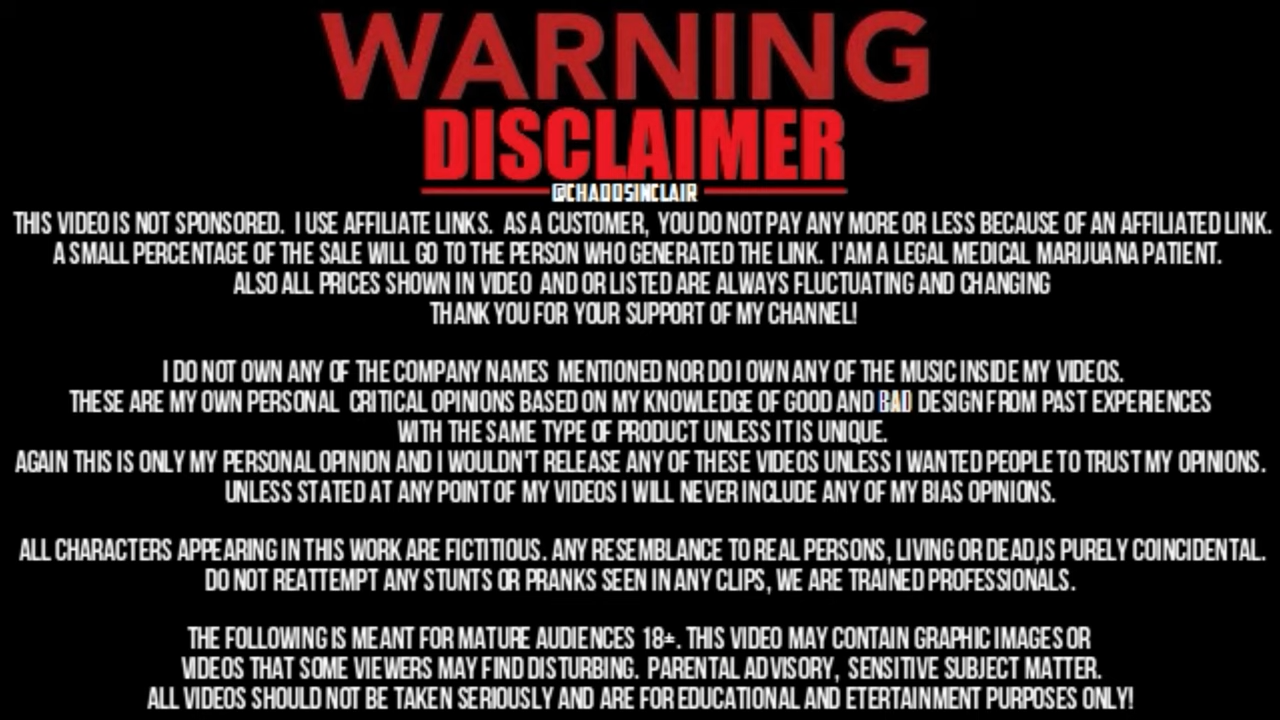 WARNING
DISCLAIMER
@CHADDSINCLAIR
THIS VIDEO IS NOT SPONSORED. I USE AFFILIATE LINKS. AS A CUSTOMER, YOU DO NOT PAY ANY MORE OR LESS BECAUSE OF AN AFFILIATED LINK.
A SMALL PERCENTAGE OF THE SALE WILL GO TO THE PERSON WHO GENERATED THE LINK. I'AM A LEGAL MEDICAL MARIJUANA PATIENT.
ALSO ALL PRICES SHOWN IN VIDEO AND OR LISTED ARE ALWAYS FLUCTUATING AND CHANGING
THANK YOU FOR YOUR SUPPORT OF MY CHANNEL!
I DO NOT OWN ANY OF THE COMPANY NAMES MENTIONED NOR DO I OWN ANY OF THE MUSIC INSIDE MY VIDEOS.
THESE ARE MY OWN PERSONAL CRITICAL OPINIONS BASED ON MY KNOWLEDGE OF GOOD AND BAD DESIGN FROM PAST EXPERIENCES
WITH THE SAME TYPE OF PRODUCT UNLESS IT IS UNIQUE.
AGAIN THIS IS ONLY MY PERSONAL OPINION AND I WOULDN'T RELEASE ANY OF THESE VIDEOS UNLESS I WANTED PEOPLE TO TRUST MY OPINIONS.
UNLESS STATED AT ANY POINT OF MY VIDEOS I WILL NEVER INCLUDE ANY OF MY BIAS OPINIONS.
ALL CHARACTERS APPEARING IN THIS WORK ARE FICTITIOUS. ANY RESEMBLANCE TO REAL PERSONS, LIVING OR DEAD,IS PURELY COINCIDENTAL.
DO NOT REATTEMPT ANY STUNTS OR PRANKS SEEN IN ANY CLIPS, WE ARE TRAINED PROFESSIONALS.
THE FOLLOWING IS MEANT FOR MATURE AUDIENCES 18+. THIS VIDEO MAY CONTAIN GRAPHIC IMAGES OR
VIDEOS THAT SOME VIEWERS MAY FIND DISTURBING. PARENTAL ADVISORY, SENSITIVE SUBJECT MATTER.
ALL VIDEOS SHOULD NOT BE TAKEN SERIOUSLY AND ARE FOR EDUCATIONAL AND ETERTAINMENT PURPOSES ONLY!